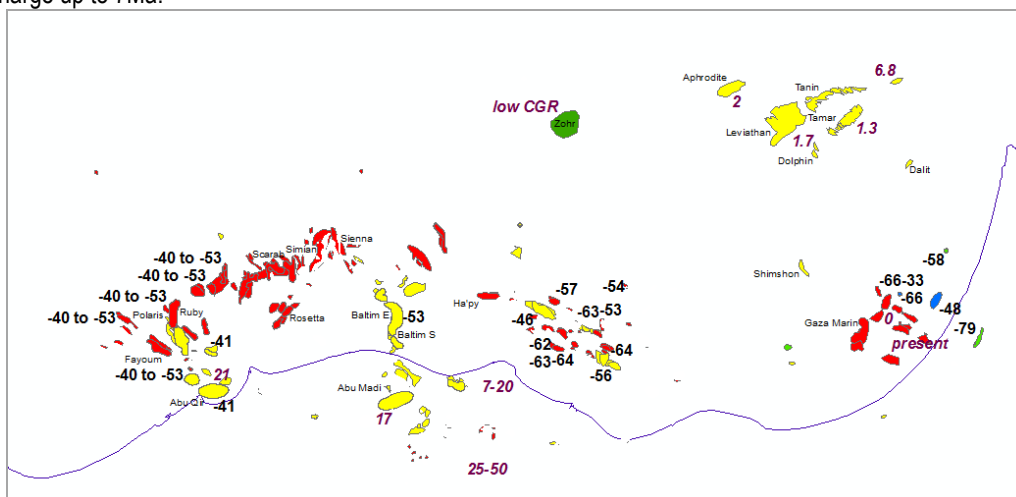 harge up to 7Ma.
Aphrodite
6.8
Tanin
2
low CGR
Zohr
Tamar
Leviathan
1.7
1.3
Dolphin
Dalit
Sienna
Simian
-40 to -53
Scarab
-58
-40 to -53
Shimshon
-66-33
-57
-54
-66
-40 to -53
Ha'py
-48
Polaris
Ruby
Rosetta
Baltim E
-53
-46
-63
-53
0
-40 to -53
Gaza Marin
-79
Baltim S
-41
-62
present
-64
-63
-64
Fayoum
-40 to -53
21
-56
Abu Madi
7-20
Abu Qir
-41
17
25-50